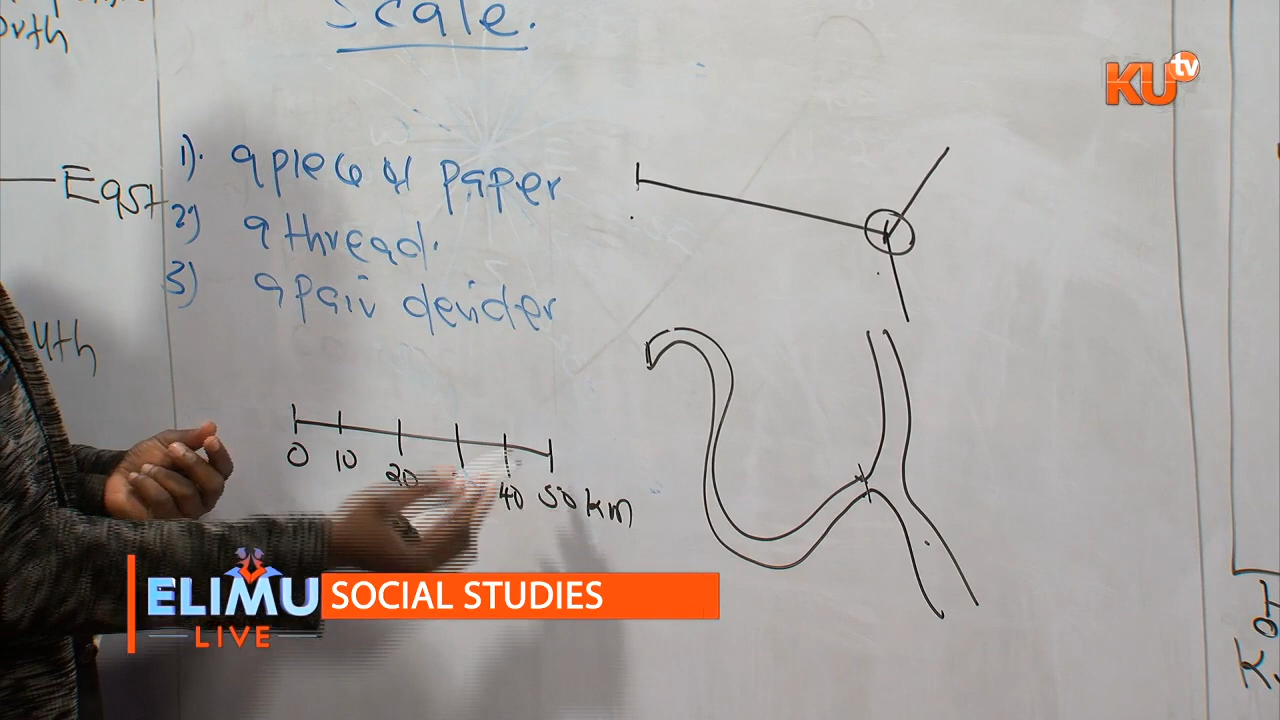 orth
Scale.
KU tv
East
1). a piece of paper
2) a thread.
3) a pair devider
uth
0 10 20 40 50 km
ELIMU LIVE
SOCIAL STUDIES